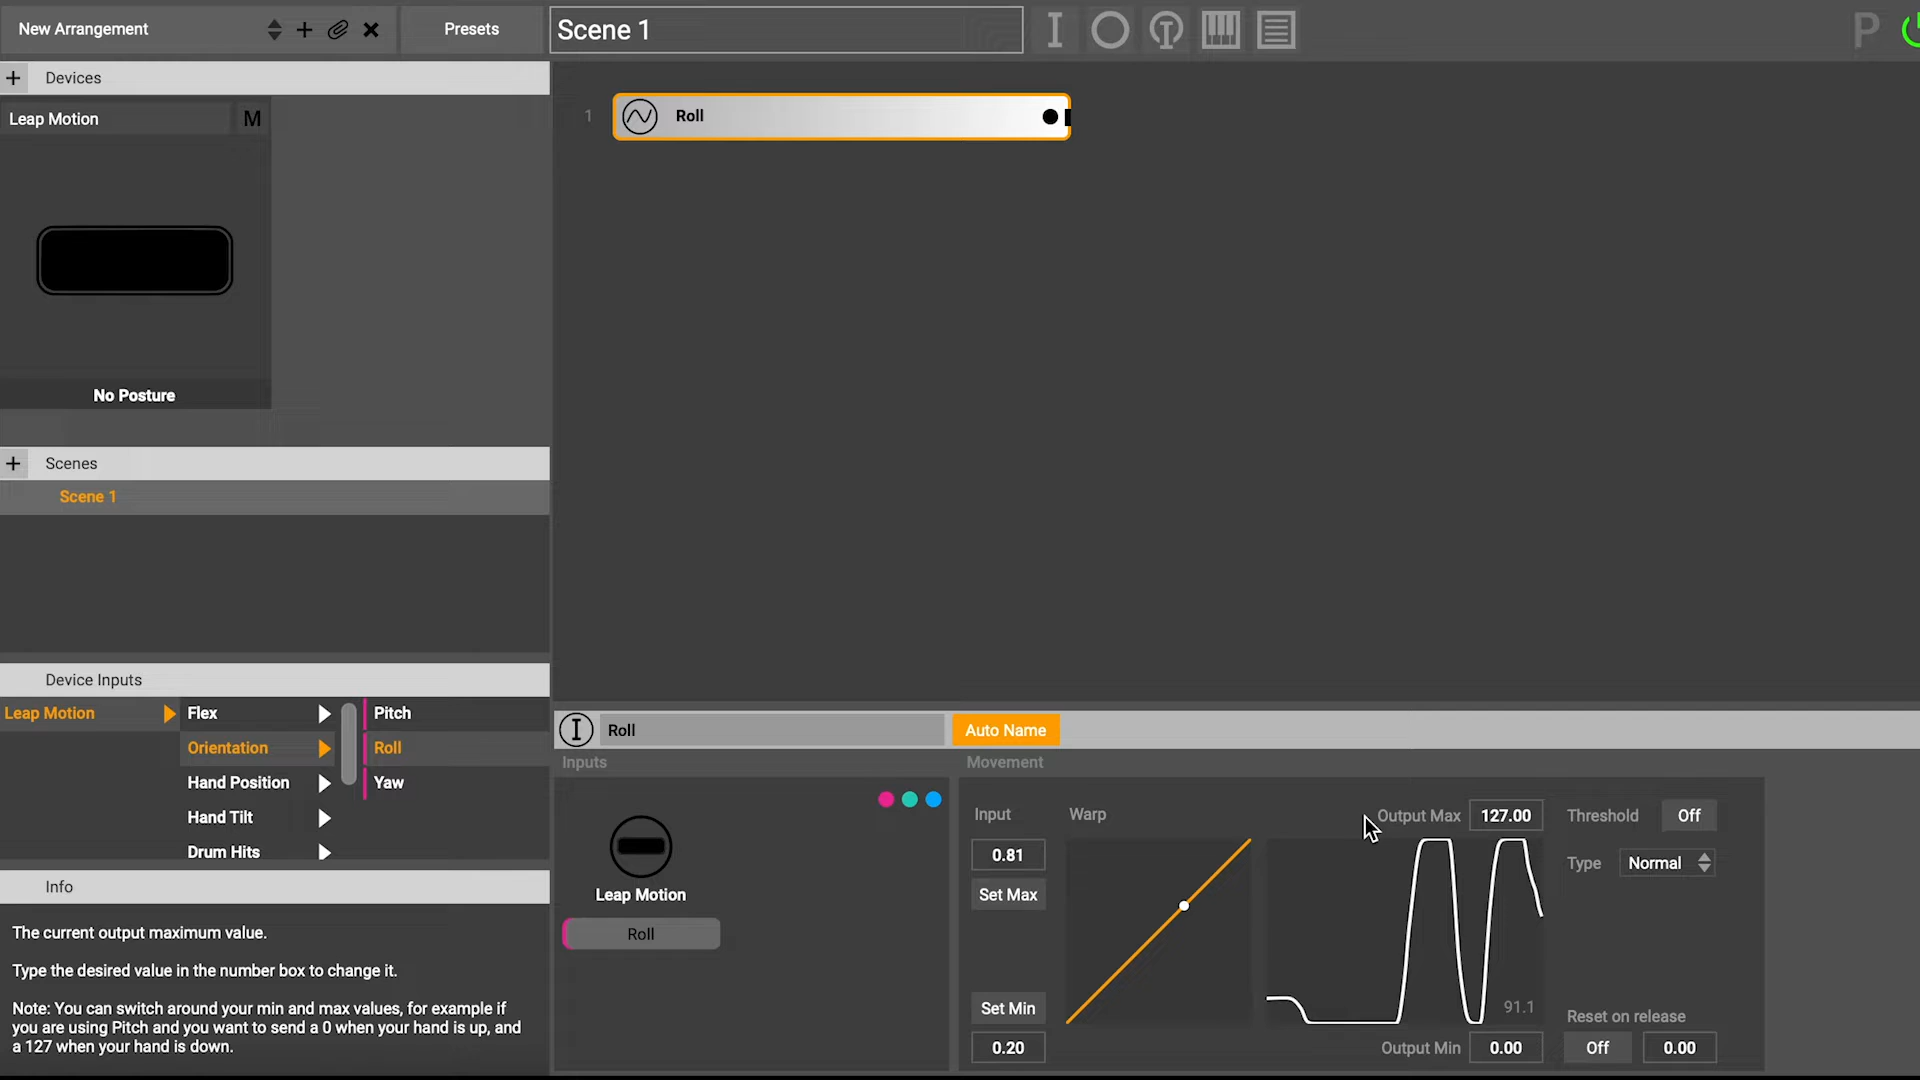 New Arrangement
Presets
Scene 1
P
Devices
Leap Motion
M
No Posture
1
Roll
Scenes
Scene 1
Device Inputs
Leap Motion
Flex
Orientation
Hand Position
Hand Tilt
Drum Hits
Pitch
Roll
Yaw
Info
The current output maximum value.
Type the desired value in the number box to change it.
Note: You can switch around your min and max values, for example if
you are using Pitch and you want to send a 0 when your hand is up, and
a 127 when your hand is down.
Roll
Auto Name
Inputs
Leap Motion
Roll
Movement
Input
Warp
0.81
Set Max
Set Min
0.20
Output Max 127.00
91.1
Output Min 0.00
Threshold Off
Type Normal
Reset on release
Off 0.00